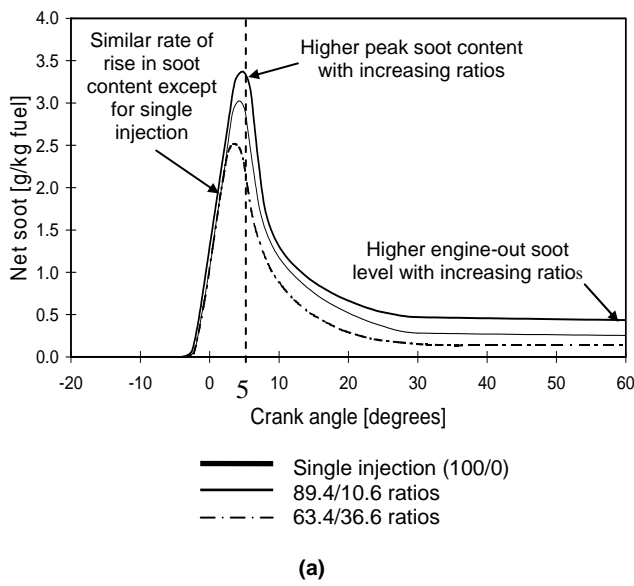 4.0
3.5
3.0
2.5
2.0
1.5
1.0
0.5
0.0
Net soot [g/kg fuel]
Similar rate of
rise in soot
content except
for single
injection
Higher peak soot content
with increasing ratios
Higher engine-out soot
level with increasing ratios
-20 -10 0 10 20 30 40 50 60
5
Crank angle [degrees]
Single injection (100/0)
89.4/10.6 ratios
63.4/36.6 ratios
(a)